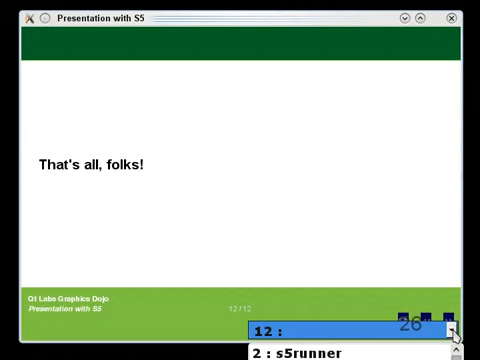 Presentation with S5
That's all, folks!
Qt Labs Graphics Dojo
Presentation with S5
12/12
26
12 :
2 : s5runner